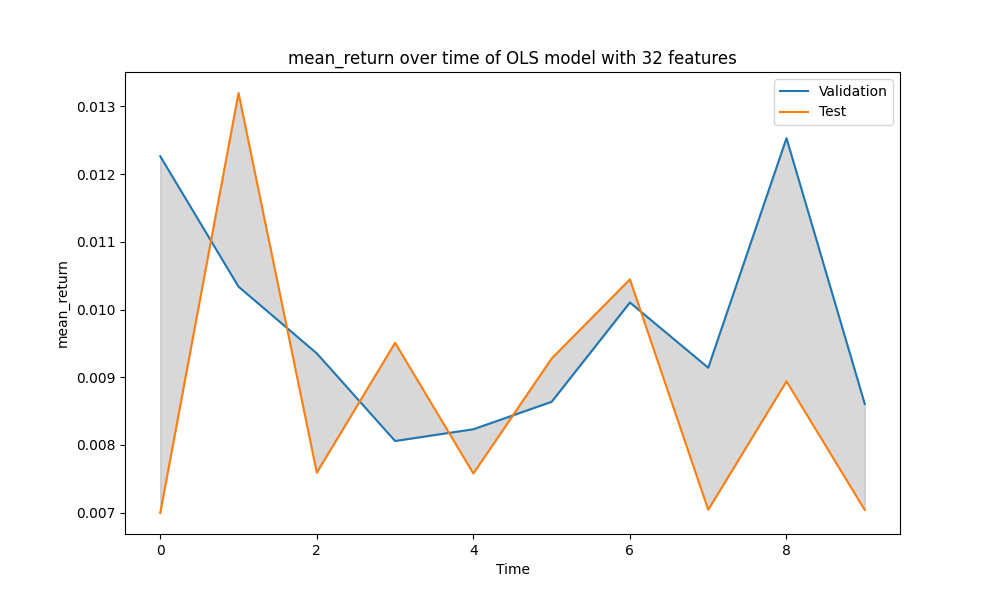 mean_return over time of OLS model with 32 features
Validation
Test
0.013
0.012
0.011
0.010
0.009
0.008
0.007
mean_return
0
2
4
6
8
Time